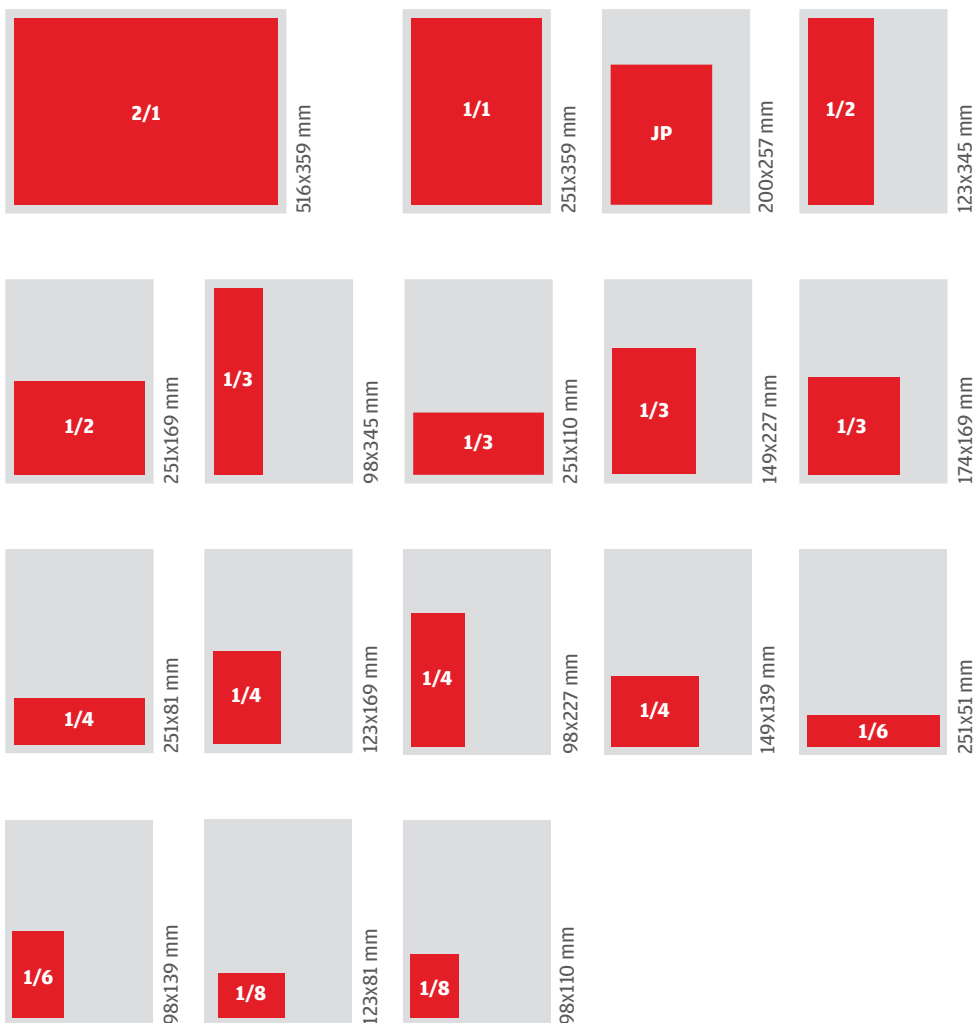 2/1
516x359 mm
1/1
251x359 mm
JP
200x257 mm
1/2
123x345 mm
1/2
251x169 mm
1/3
98x345 mm
1/3
251x110 mm
1/3
149x227 mm
1/3
174x169 mm
1/4
251x81 mm
1/4
123x169 mm
1/4
98x227 mm
1/4
149x139 mm
1/6
251x51 mm
1/6
98x139 mm
1/8
123x81 mm
1/8
98x110 mm